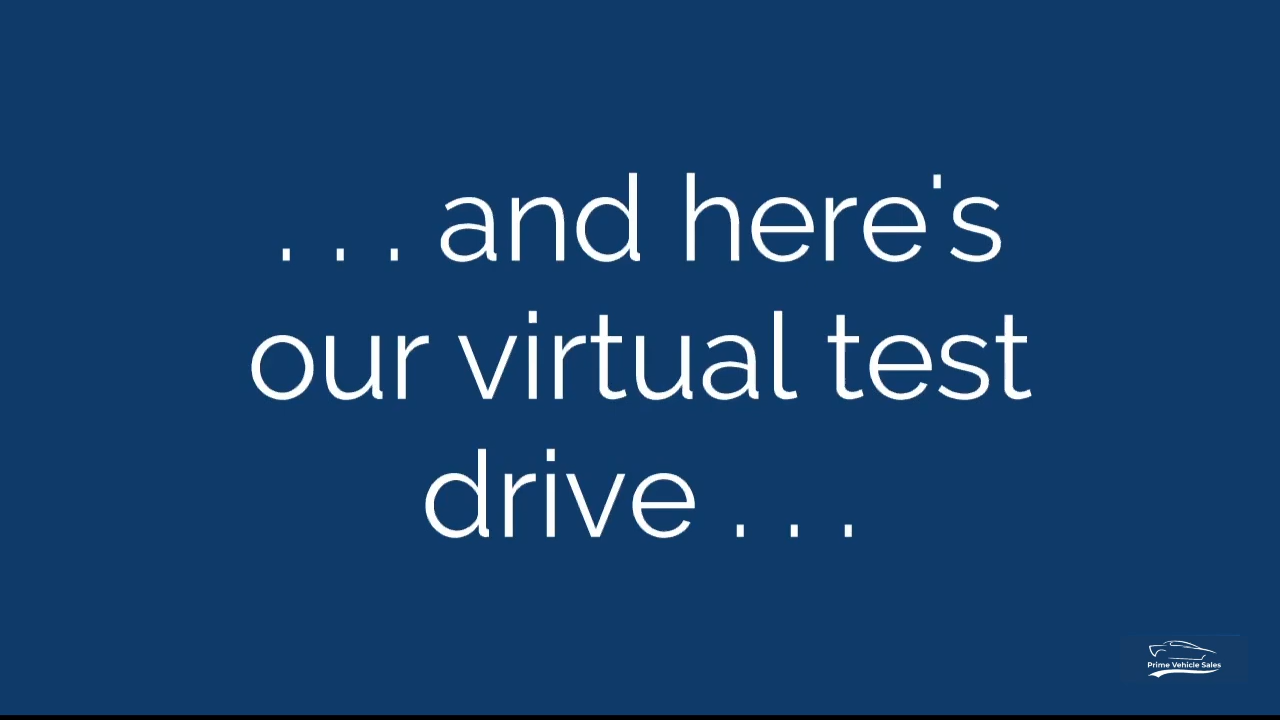 . . . and here's
our virtual test
drive . . .
Prime Vehicle Sales